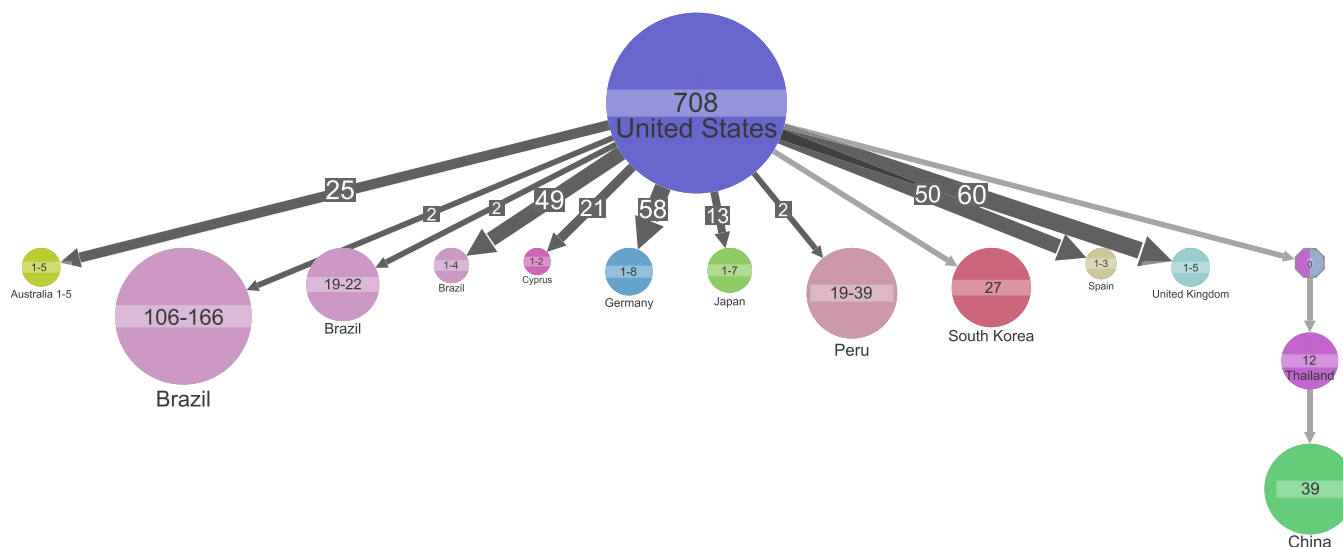 708
United States
25
2
2
49
21
58
13
2
50
60
1-5
Australia 1-5
106-166
Brazil
19-22
Brazil
1-4
Brazil
1-2
Cyprus
1-8
Germany
1-7
Japan
19-39
Peru
27
South Korea
1-3
Spain
1-5
United Kingdom
0
12
Thailand
39
China